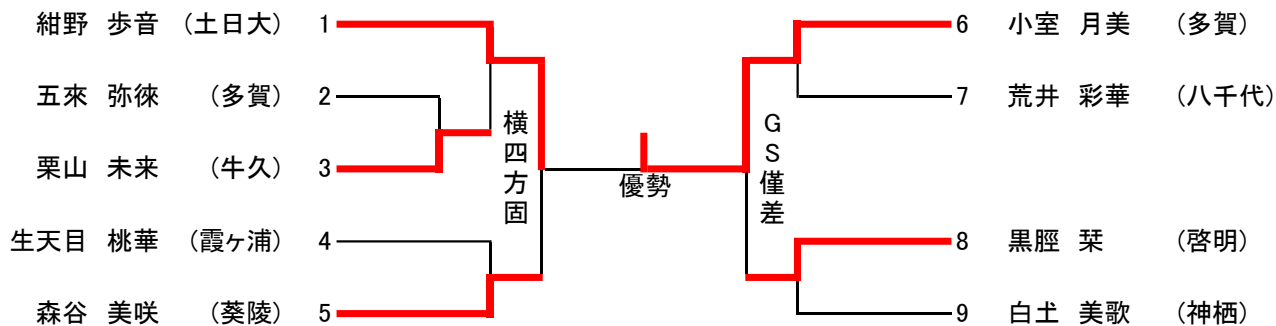 紺野 歩音 (土日大) 1
五來 弥徠 (多賀) 2
栗山 未来 (牛久) 3
生天目 桃華 (霞ヶ浦) 4
森谷 美咲 (葵陵) 5
横四方固
優勢
GS僅差
6 小室 月美 (多賀)
7 荒井 彩華 (八千代)
8 黒脛 栞 (啓明)
9 白圡 美歌 (神栖)